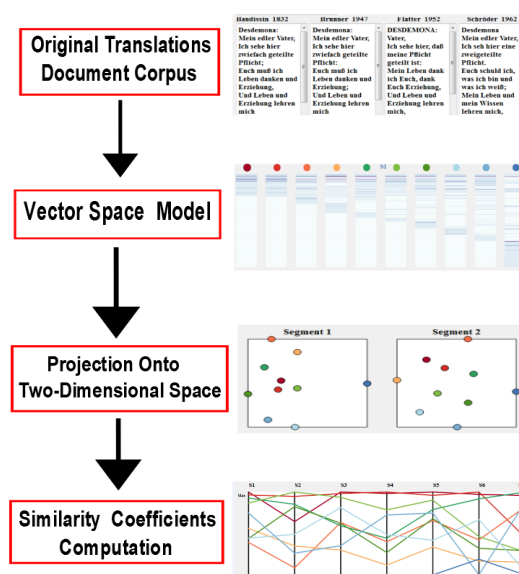 Original Translations
Document Corpus
Baudissin 1832
Brunner 1947
Flatter 1952
Schröder 1962
Desdemona:
Mein edler Vater,
Ich sehe hier
zwiefach geteilte
Pflicht;
Euch muß ich
Leben danken und
Erziehung,
Und Leben und
Erziehung lehren
mich
Desdemona:
Mein edler Vater,
Ich sehe hier
zwiefach geteilte
Pflicht:
Euch muß ich
Leben danken und
Erziehung,
Und Leben und
Erziehung lehren
mich
DESDEMONA:
Vater,
Ich sehe hier, daß
meine Pflicht
geteilt ist:
Mein Leben dank
ich Euch, dank
Euch Erziehung,
Und Leben und
Erziehung lehren
mich
Desdemona
Mein edler Vater,
Ich seh hier eine
zweigeteilte
Pflicht.
Euch schuld ich,
was ich bin und
was ich weiß;
Mein Leben und
mein Wissen
lehren mich,
Vector Space Model
S1
Projection Onto
Two-Dimensional Space
Segment 1
Segment 2
Similarity Coefficients
Computation
S1
S2
S3
S4
S5
S6
Max